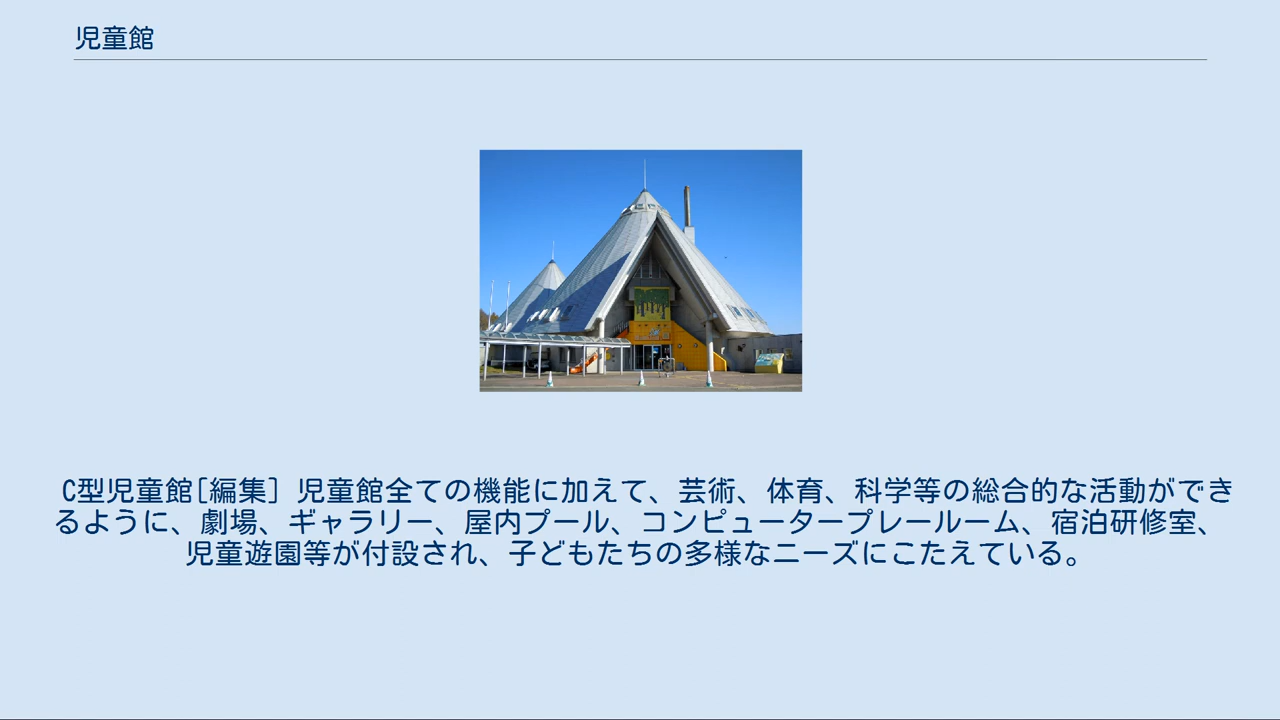 児童館
C型児童館[編集] 児童館全ての機能に加えて、芸術、体育、科学等の総合的な活動ができ
るように、劇場、ギャラリー、屋内プール、コンピュータープレールーム、宿泊研修室、
児童遊園等が付設され、子どもたちの多様なニーズにこたえている。